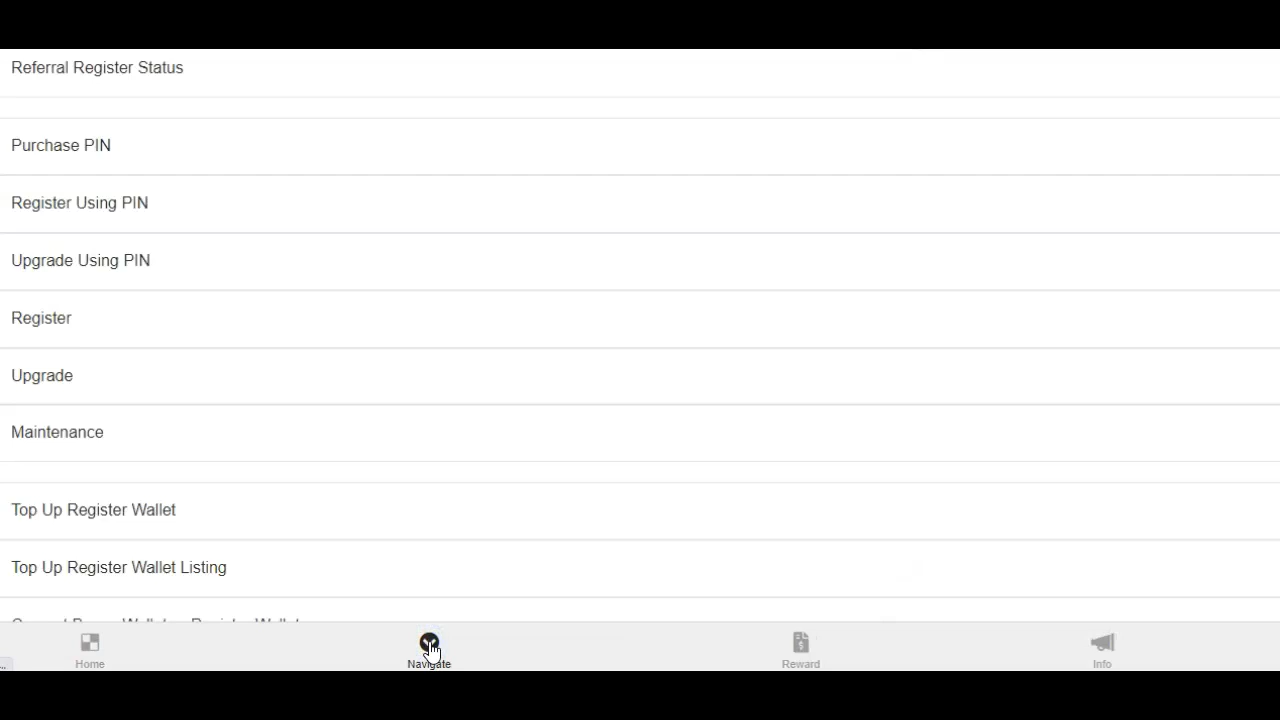 Referral Register Status
Purchase PIN
Register Using PIN
Upgrade Using PIN
Register
Upgrade
Maintenance
Top Up Register Wallet
Top Up Register Wallet Listing
Home
Navigate
Reward
Info